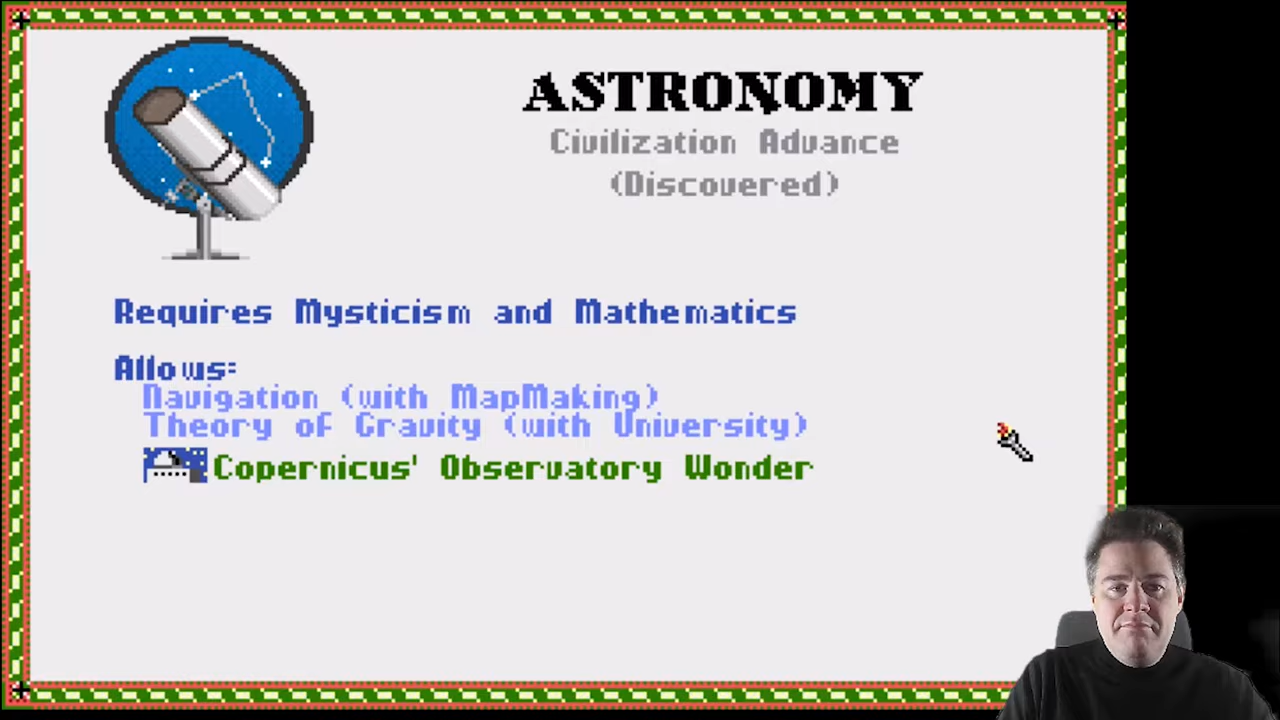 ASTRONOMY
Civilization Advance
(Discovered)
Requires Mysticism and Mathematics
Allows:
Navigation (with MapMaking)
Theory of Gravity (with University)
Copernicus' Observatory Wonder